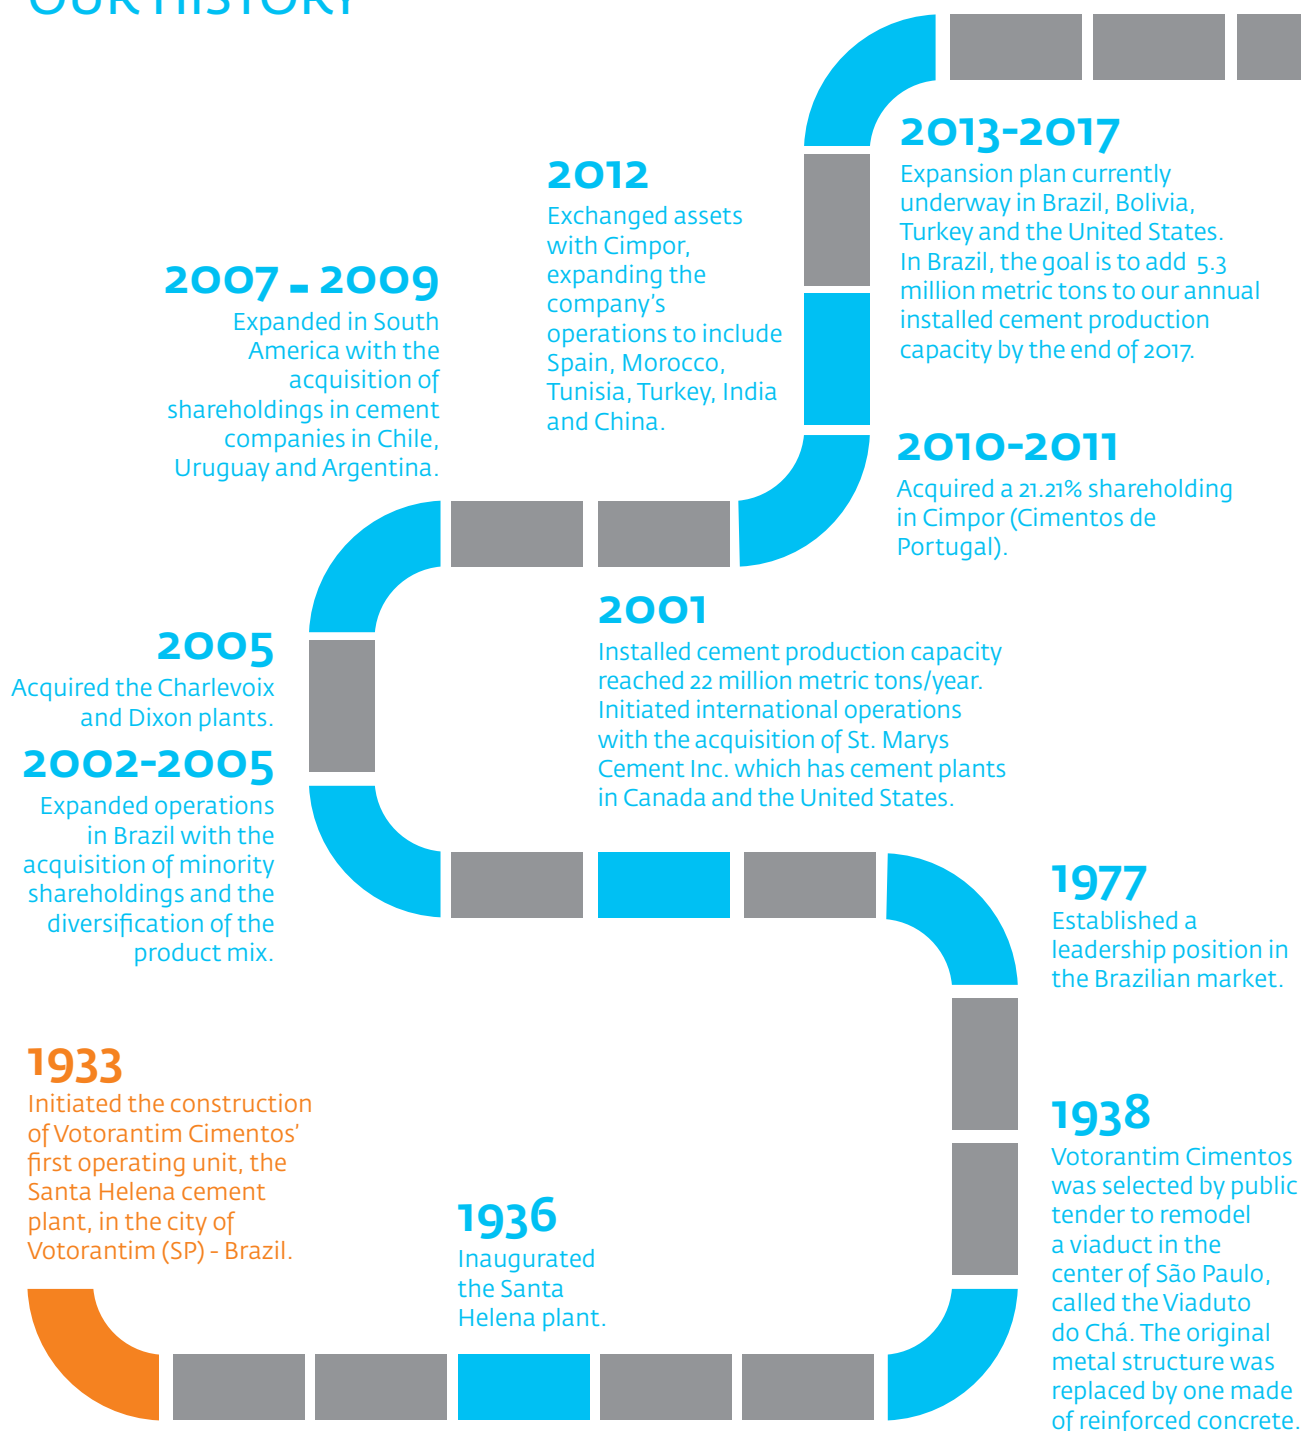 OUR HISTORY
2013-2017
Expansion plan currently
underway in Brazil, Bolivia,
Turkey and the United States.
In Brazil, the goal is to add 5.3
million metric tons to our annual
installed cement production
capacity by the end of 2017.
2012
Exchanged assets
with Cimpor,
expanding the
company's
operations to include
Spain, Morocco,
Tunisia, Turkey, India
and China.
2007 - 2009
Expanded in South
America with the
acquisition of
shareholdings in cement
companies in Chile,
Uruguay and Argentina.
2010-2011
Acquired a 21.21% shareholding
in Cimpor (Cimentos de
Portugal).
2001
Installed cement production capacity
reached 22 million metric tons/year.
Initiated international operations
with the acquisition of St. Marys
Cement Inc. which has cement plants
in Canada and the United States.
2005
Acquired the Charlevoix
and Dixon plants.
2002-2005
Expanded operations
in Brazil with the
acquisition of minority
shareholdings and the
diversification of the
product mix.
1977
Established a
leadership position in
the Brazilian market.
1933
Initiated the construction
of Votorantim Cimentos'
first operating unit, the
Santa Helena cement
plant, in the city of
Votorantim (SP) - Brazil.
1936
Inaugurated
the Santa
Helena plant.
1938
Votorantim Cimentos
was selected by public
tender to remodel
a viaduct in the
center of São Paulo,
called the Viaduto
do Chá. The original
metal structure was
replaced by one made
of reinforced concrete.